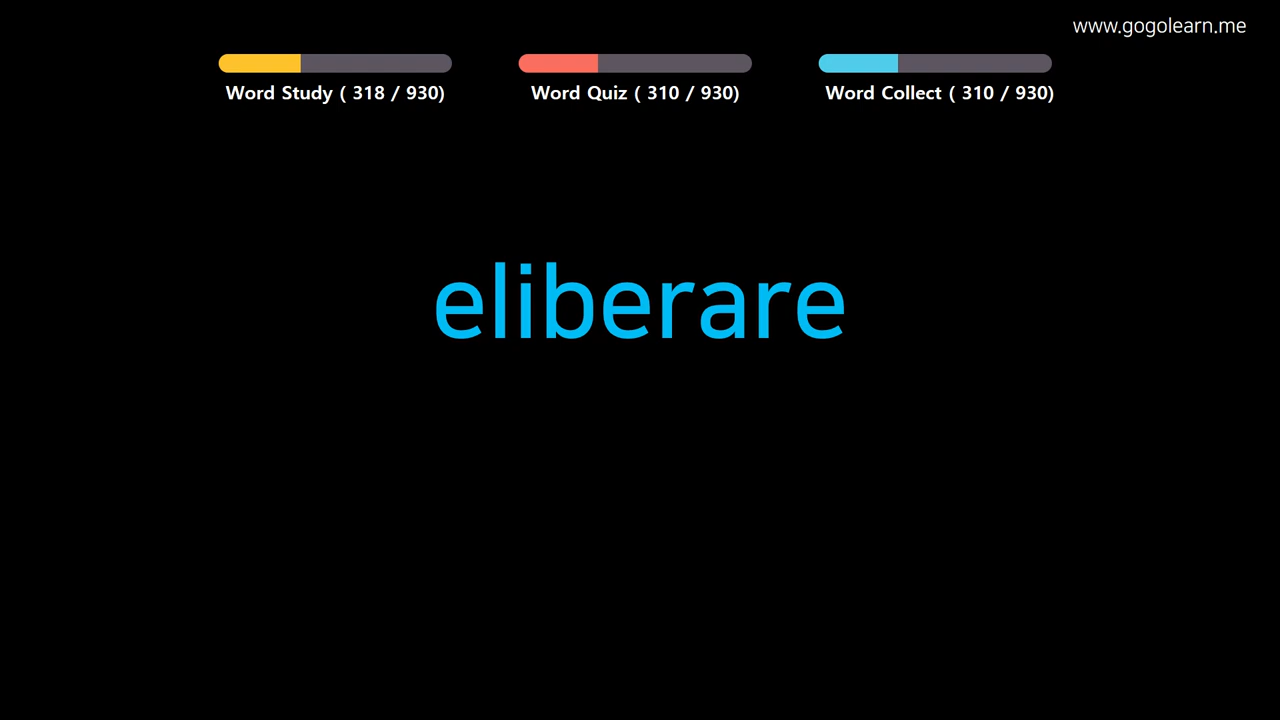 www.gogolearn.me
Word Study ( 318 / 930)
Word Quiz ( 310 / 930)
Word Collect ( 310 / 930)
eliberare